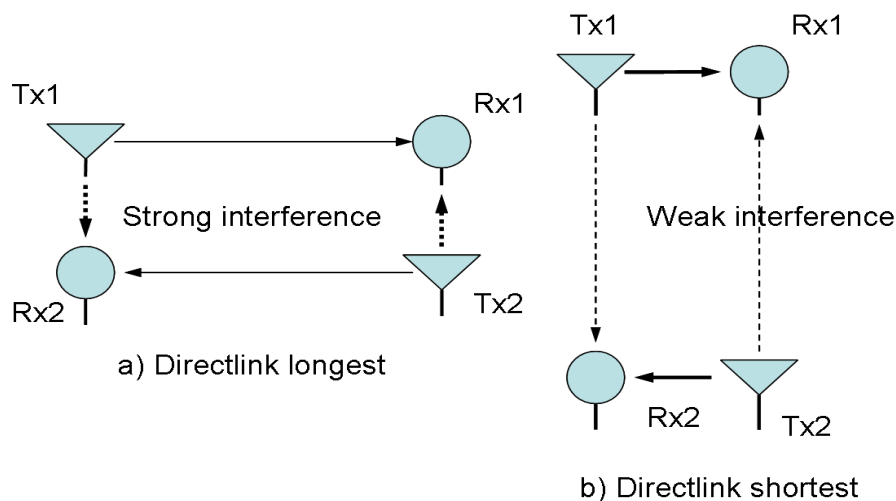 Tx1
Rx1
Strong interference
Rx2
Tx2
a) Directlink longest
Tx1
Rx1
Weak interference
Rx2
Tx2
b) Directlink shortest